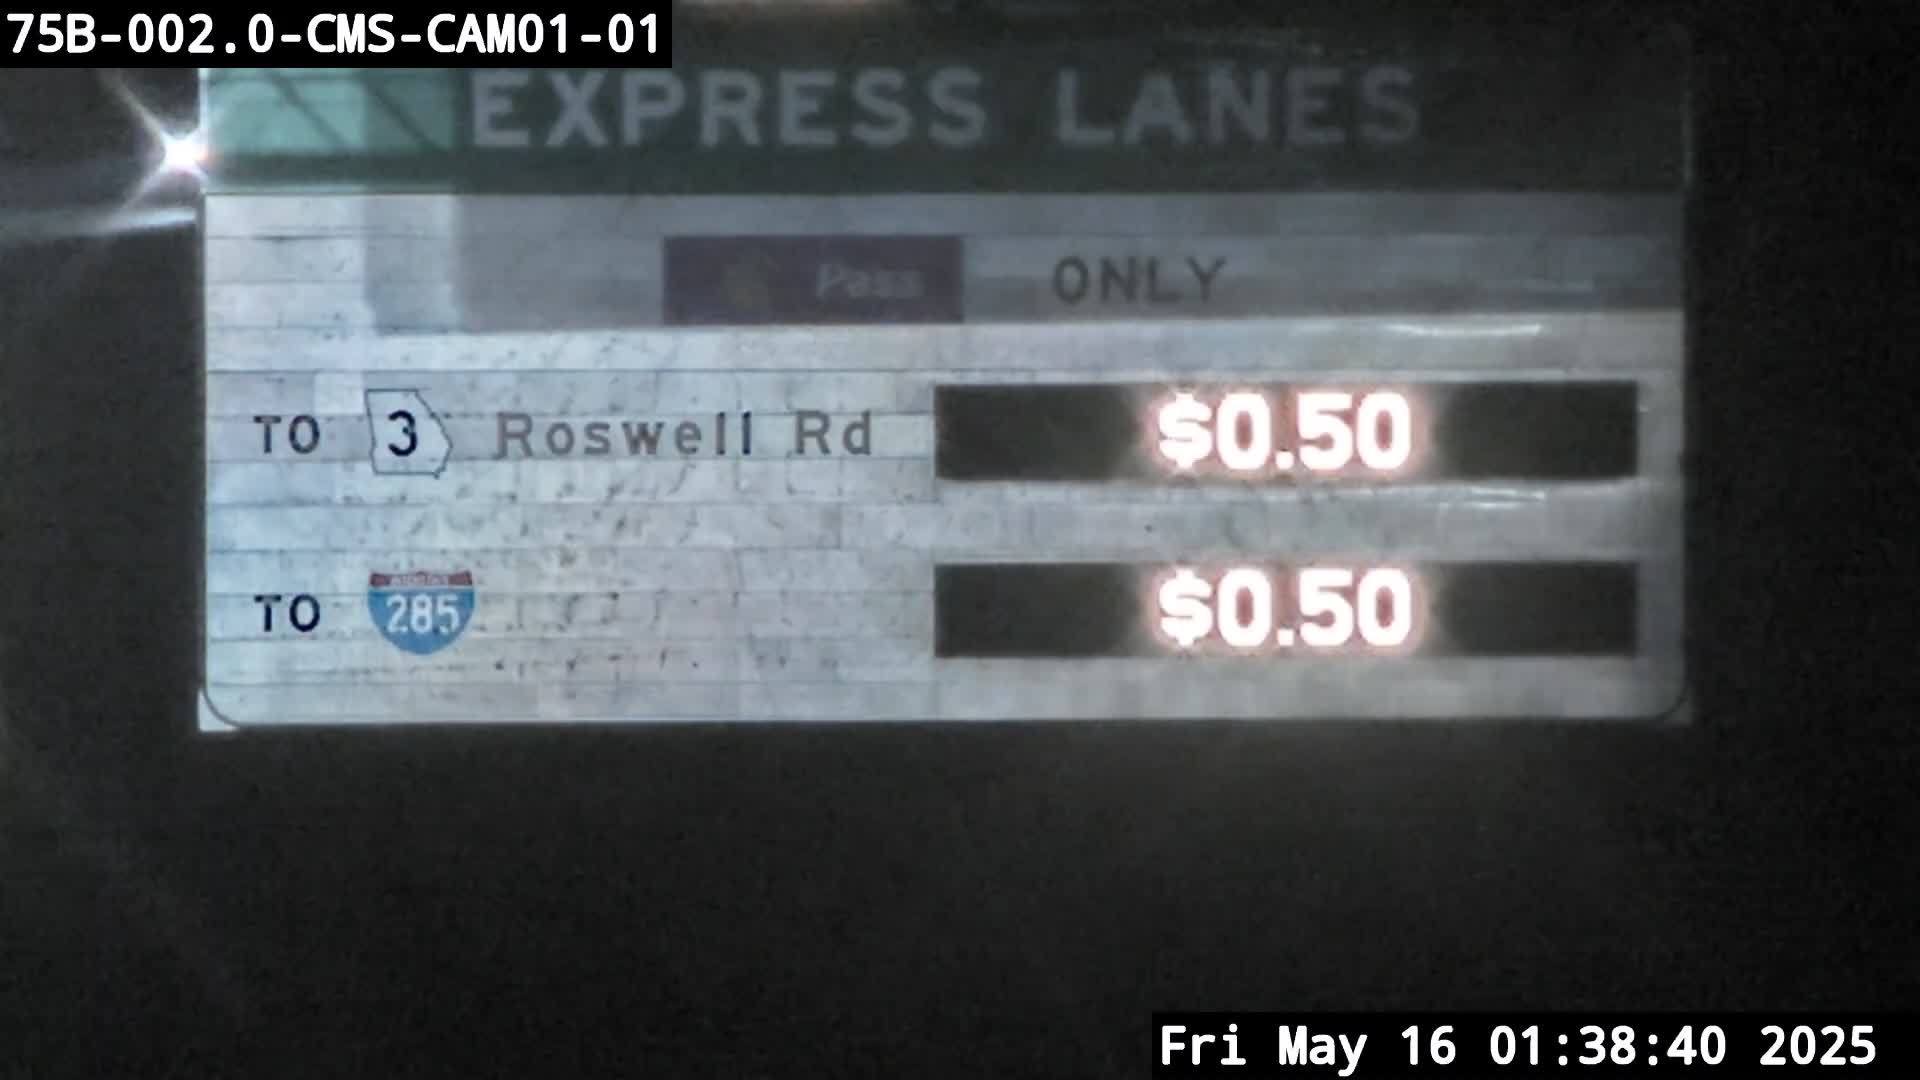 75B-002.0-CMS-CAM01-01
EXPRESS LANES
Pass ONLY
TO 3 Roswell Rd $0.50
TO INTERSTATE 285 $0.50
Fri May 16 01:38:40 2025